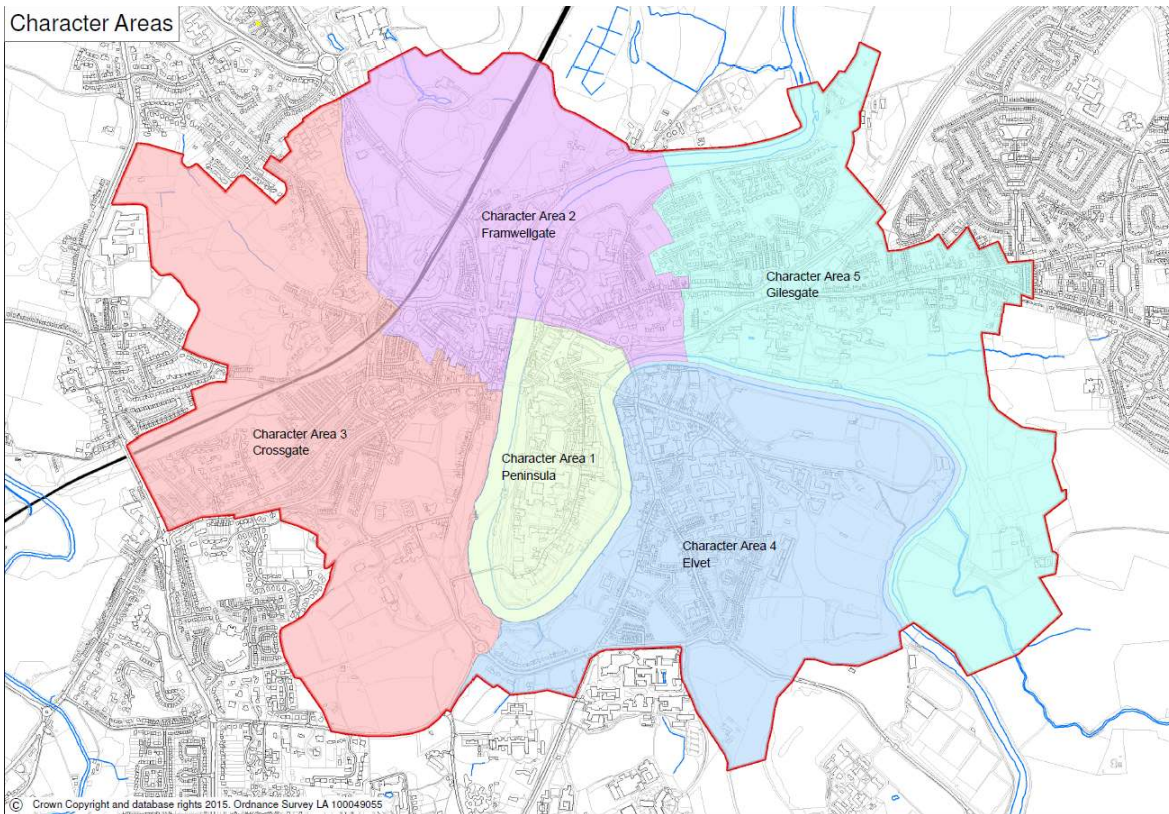 Character Areas
Character Area 2
Framwellgate
Character Area 5
Gilesgate
Character Area 3
Crossgate
Character Area 1
Peninsula
Character Area 4
Elvet
© Crown Copyright and database rights 2015. Ordnance Survey LA 100049055